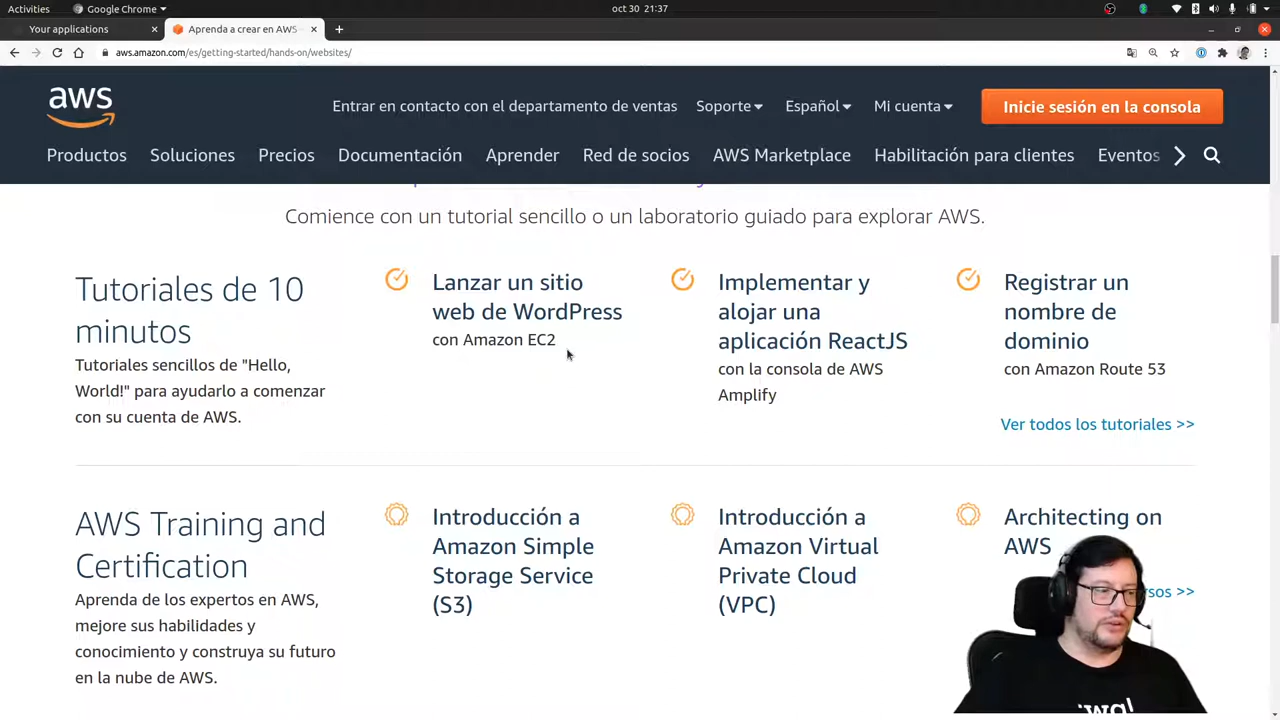 Activities
Google Chrome
oct 30 21:37
Your applications
Aprenda a crear en AWS
aws.amazon.com/es/getting-started/hands-on/websites/
aws
Entrar en contacto con el departamento de ventas
Soporte
Español
Mi cuenta
Inicie sesión en la consola
Productos
Soluciones
Precios
Documentación
Aprender
Red de socios
AWS Marketplace
Habilitación para clientes
Eventos
Comience con un tutorial sencillo o un laboratorio guiado para explorar AWS.
Tutoriales de 10
minutos
Tutoriales sencillos de "Hello,
World!" para ayudarlo a comenzar
con su cuenta de AWS.
Lanzar un sitio
web de WordPress
con Amazon EC2
Implementar y
alojar una
aplicación ReactJS
con la consola de AWS
Amplify
Registrar un
nombre de
dominio
con Amazon Route 53
Ver todos los tutoriales >>
AWS Training and
Certification
Aprenda de los expertos en AWS,
mejore sus habilidades y
conocimiento y construya su futuro
en la nube de AWS.
Introducción a
Amazon Simple
Storage Service
(S3)
Introducción a
Amazon Virtual
Private Cloud
(VPC)
Architecting on
AWS
>>